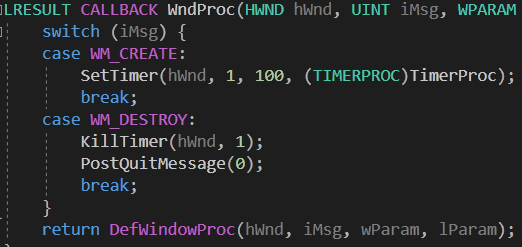 LRESULT CALLBACK WndProc(HWND hWnd, UINT iMsg, WPARAM
switch (iMsg) {
case WM_CREATE:
SetTimer(hWnd, 1, 100, (TIMERPROC)TimerProc);
break;
case WM_DESTROY:
KillTimer(hWnd, 1);
PostQuitMessage(0);
break;
}
return DefWindowProc(hWnd, iMsg, wParam, lParam);